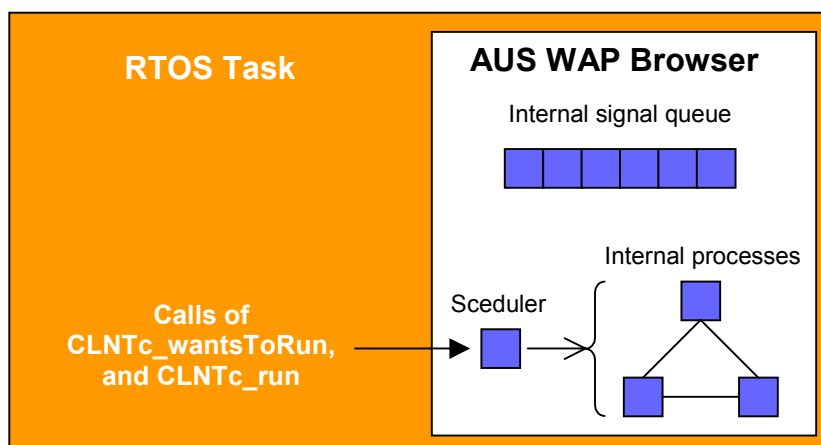 RTOS Task
AUS WAP Browser
Internal signal queue
Internal processes
Sceduler
Calls of
CLNTc_wantsToRun,
and CLNTc_run